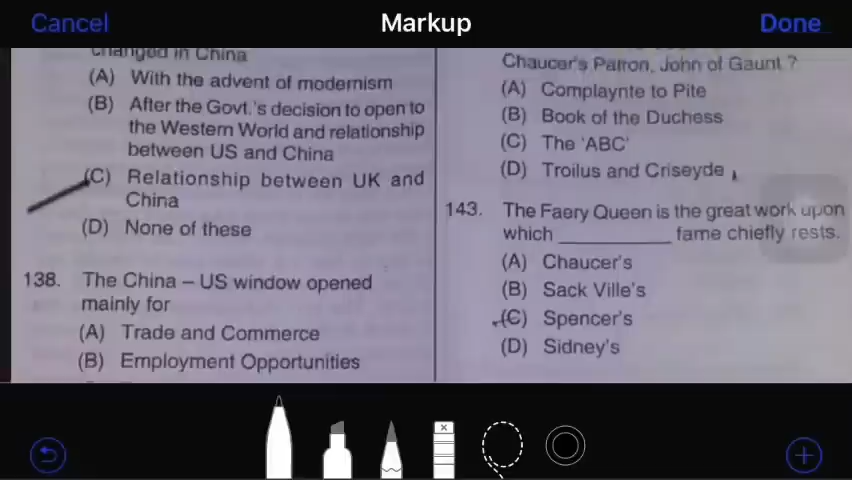 Cancel
Markup
Done
changed in China
(A) With the advent of modernism
(B) After the Govt.'s decision to open to
the Western World and relationship
between US and China
(C) Relationship between UK and
China
(D) None of these
138. The China – US window opened
mainly for
(A) Trade and Commerce
(B) Employment Opportunities
Chaucer's Patron, John of Gaunt ?
(A) Complaynte to Pite
(B) Book of the Duchess
(C) The 'ABC'
(D) Troilus and Criseyde
143. The Faery Queen is the great work upon
which __________ fame chiefly rests.
(A) Chaucer's
(B) Sack Ville's
(C) Spencer's
(D) Sidney's